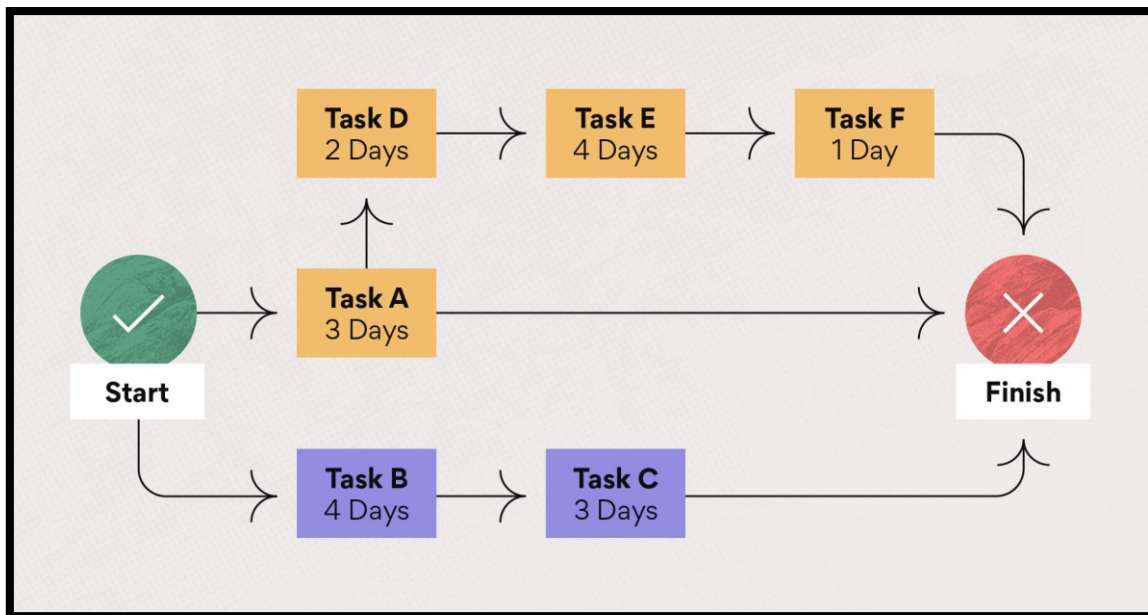 Task D
2 Days
Task E
4 Days
Task F
1 Day
Task A
3 Days
Start
Finish
Task B
4 Days
Task C
3 Days